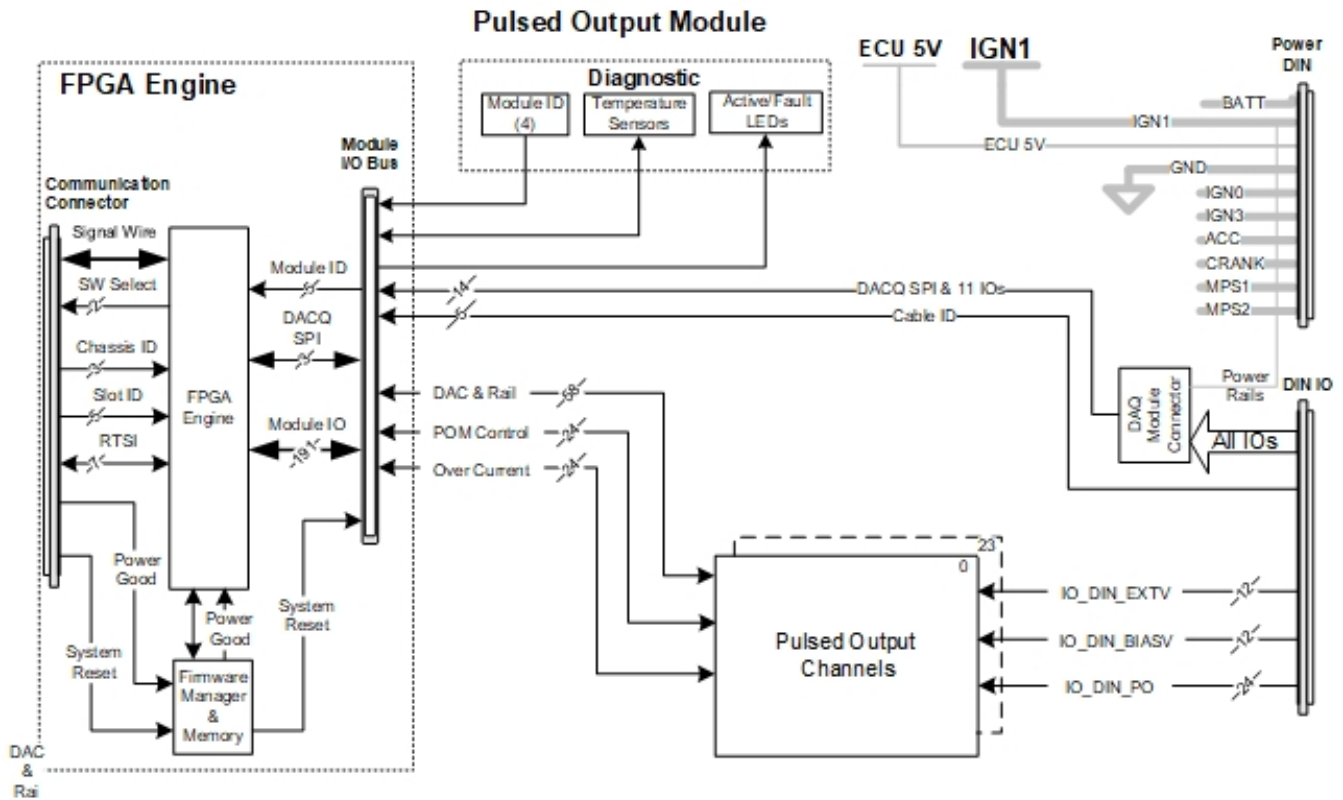 Pulsed Output Module
ECU 5V
IGN1
Power
DIN
FPGA Engine
Diagnostic
Module ID
(4)
Temperature
Sensors
Active/Fault
LEDs
BATT
IGN1
ECU 5V
GND
IGN0
IGN3
ACC
CRANK
MPS1
MPS2
Module
I/O Bus
Communication
Connector
Signal Wire
SW Select
Chassis ID
Slot ID
RTSI
-7-
FPGA
Engine
Module ID
DACQ
SPI
Module IO
-191-
-14-
DACQ SPI & 11 IOs
Cable ID
DAC & Rail
-68-
POM Control
-24-
Over Current
-24-
DAQ
Module
Connector
Power
Rails
DIN IO
All IOs
Power
Good
System
Reset
Power
Good
System
Reset
Firmware
Manager
&
Memory
23
0
Pulsed Output
Channels
IO_DIN_EXTV
-12-
IO_DIN_BIASV
-12-
IO_DIN_PO
-24-
DAC
&
Rai